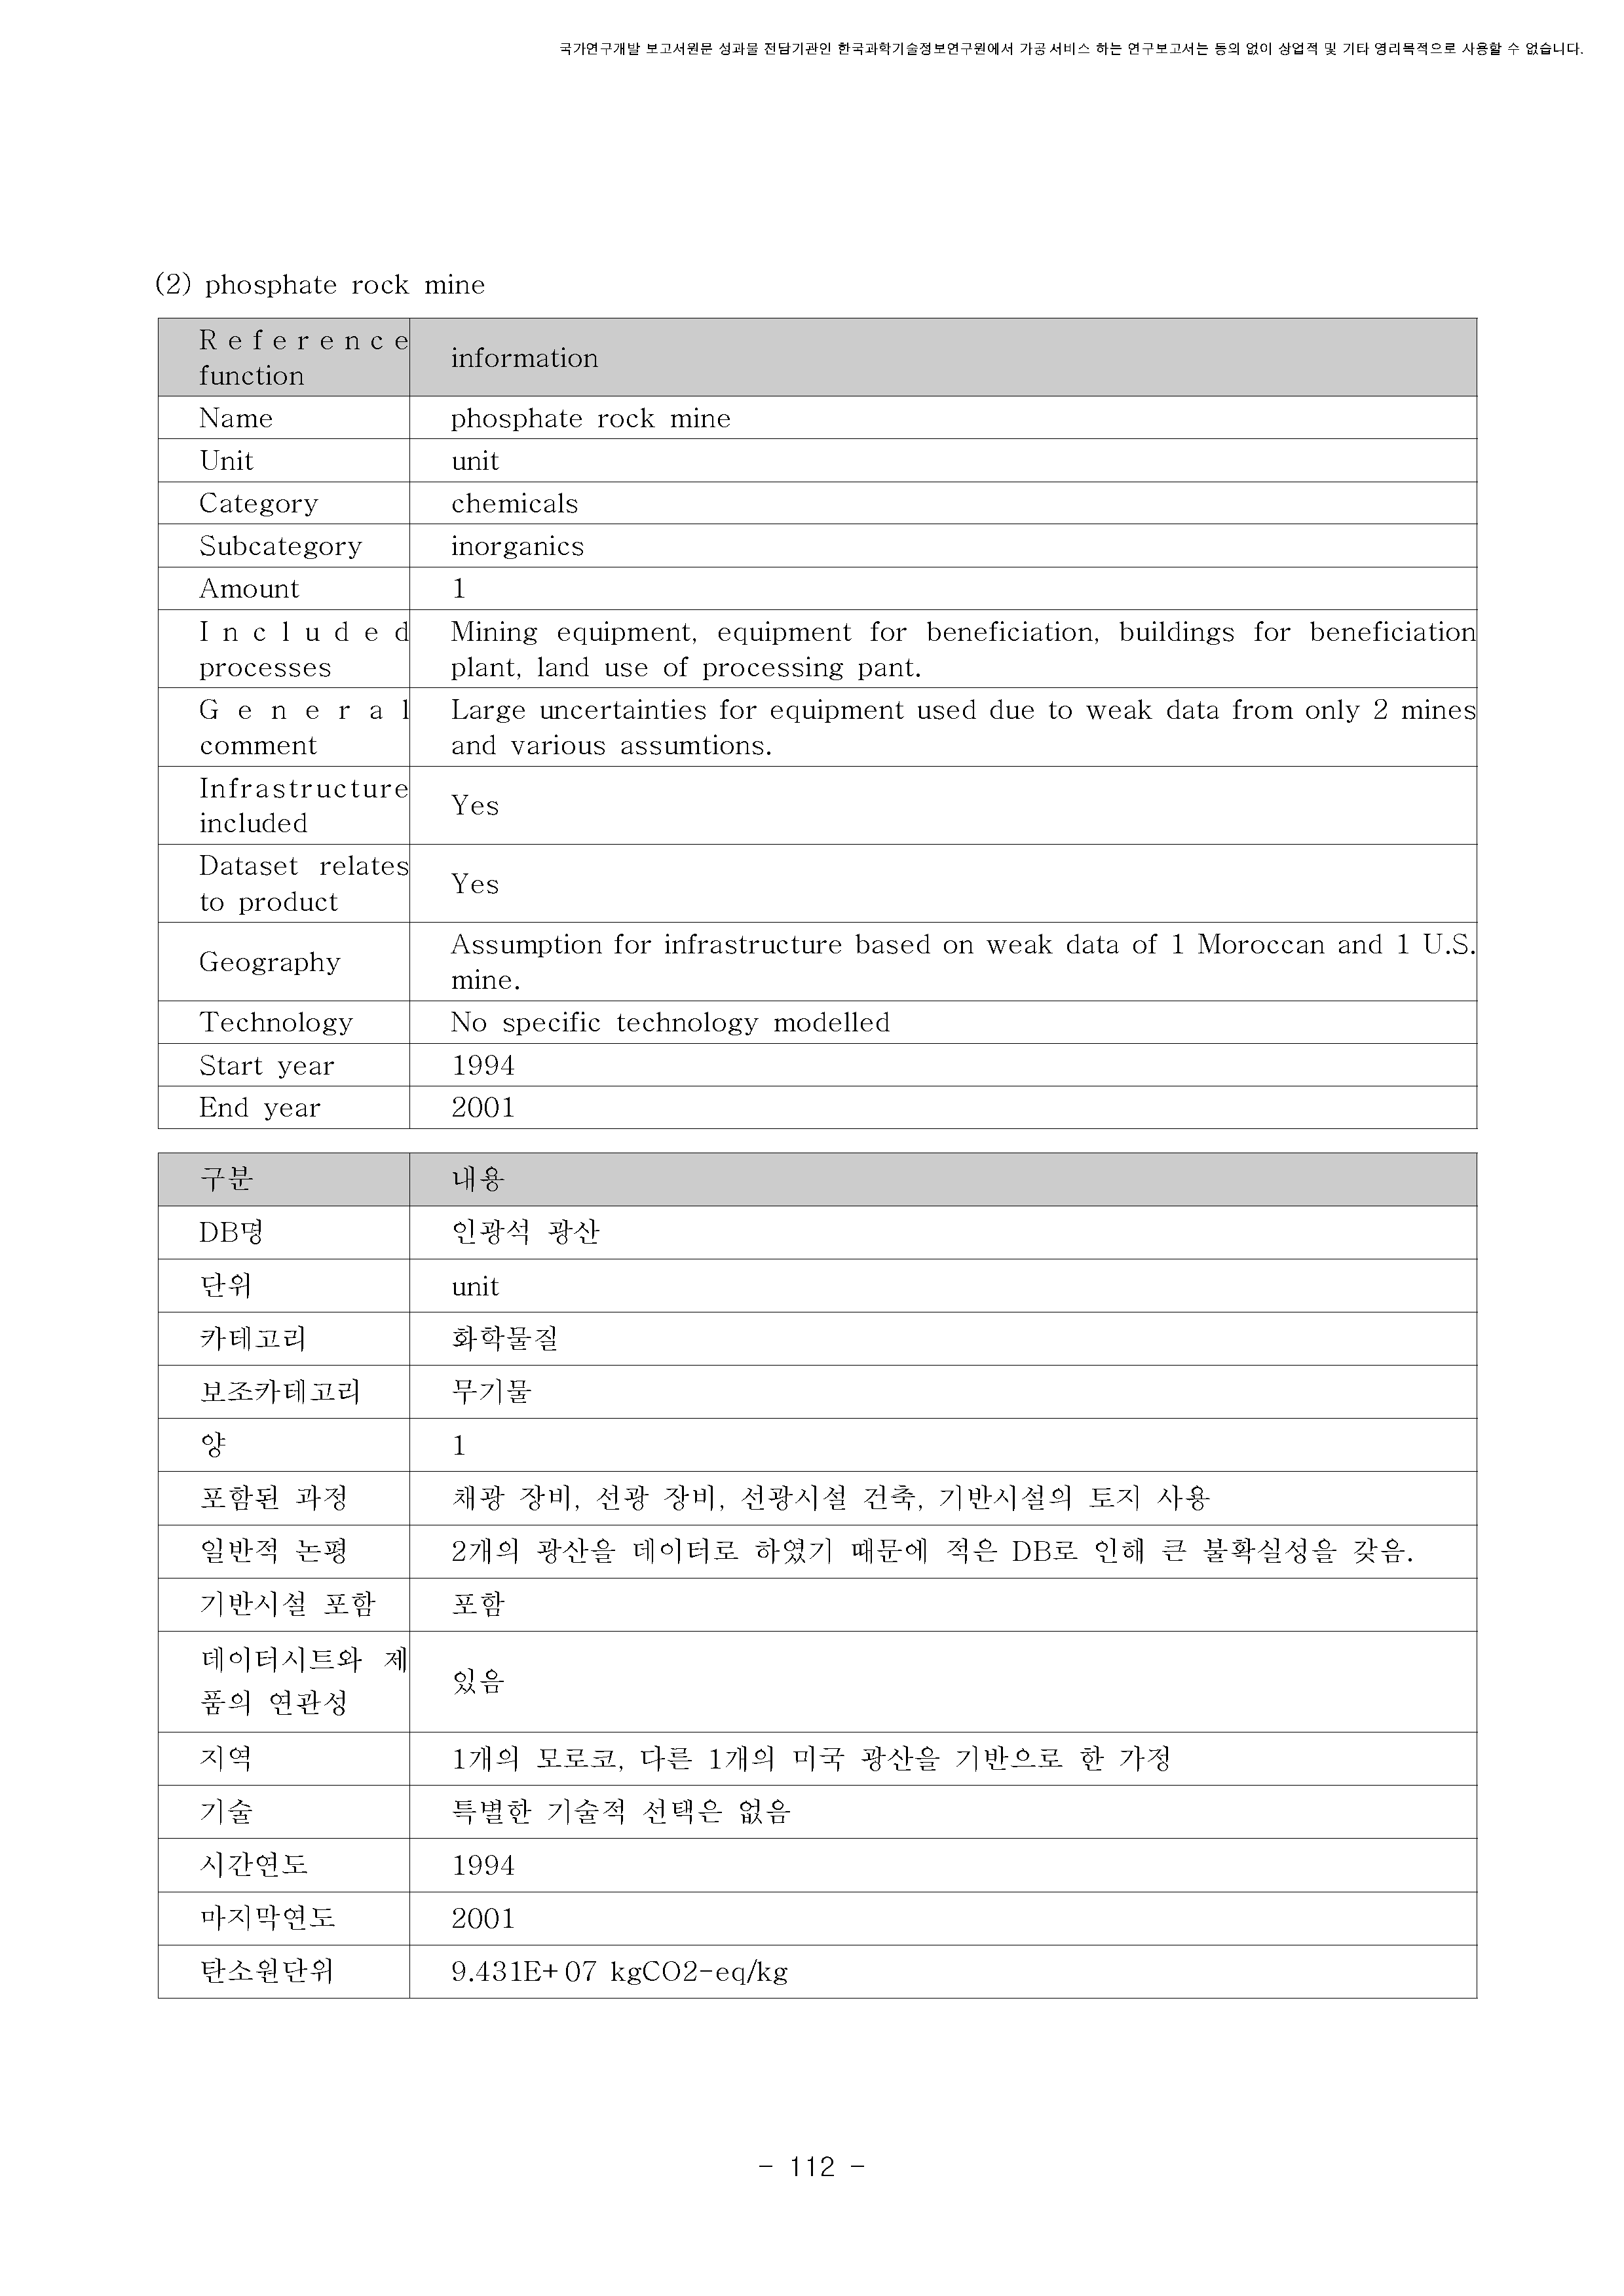 국가연구개발 보고서원문 성과물 전담기관인 한국과학기술정보연구원에서 가공·서비스 하는 연구보고서는 동의 없이 상업적 및 기타 영리목적으로 사용할 수 없습니다.
(2) phosphate rock mine
Reference
function
information
Name
phosphate rock mine
Unit
unit
Category
chemicals
Subcategory
inorganics
Amount
1
Included
processes
Mining equipment, equipment for beneficiation, buildings for beneficiation
plant, land use of processing pant.
General
comment
Large uncertainties for equipment used due to weak data from only 2 mines
and various assumtions.
Infrastructure
included
Yes
Dataset relates
to product
Yes
Geography
Assumption for infrastructure based on weak data of 1 Moroccan and 1 U.S.
mine.
Technology
No specific technology modelled
Start year
1994
End year
2001
구분
내용
DB명
인광석 광산
단위
unit
카테고리
화학물질
보조카테고리
무기물
양
1
포함된 과정
채광 장비, 선광 장비, 선광시설 건축, 기반시설의 토지 사용
일반적 논평
2개의 광산을 데이터로 하였기 때문에 적은 DB로 인해 큰 불확실성을 갖음.
기반시설 포함
포함
데이터시트와 제
품의 연관성
있음
지역
1개의 모로코, 다른 1개의 미국 광산을 기반으로 한 가정
기술
특별한 기술적 선택은 없음
시간연도
1994
마지막연도
2001
탄소원단위
9.431E+07 kgCO2-eq/kg
- 112 -